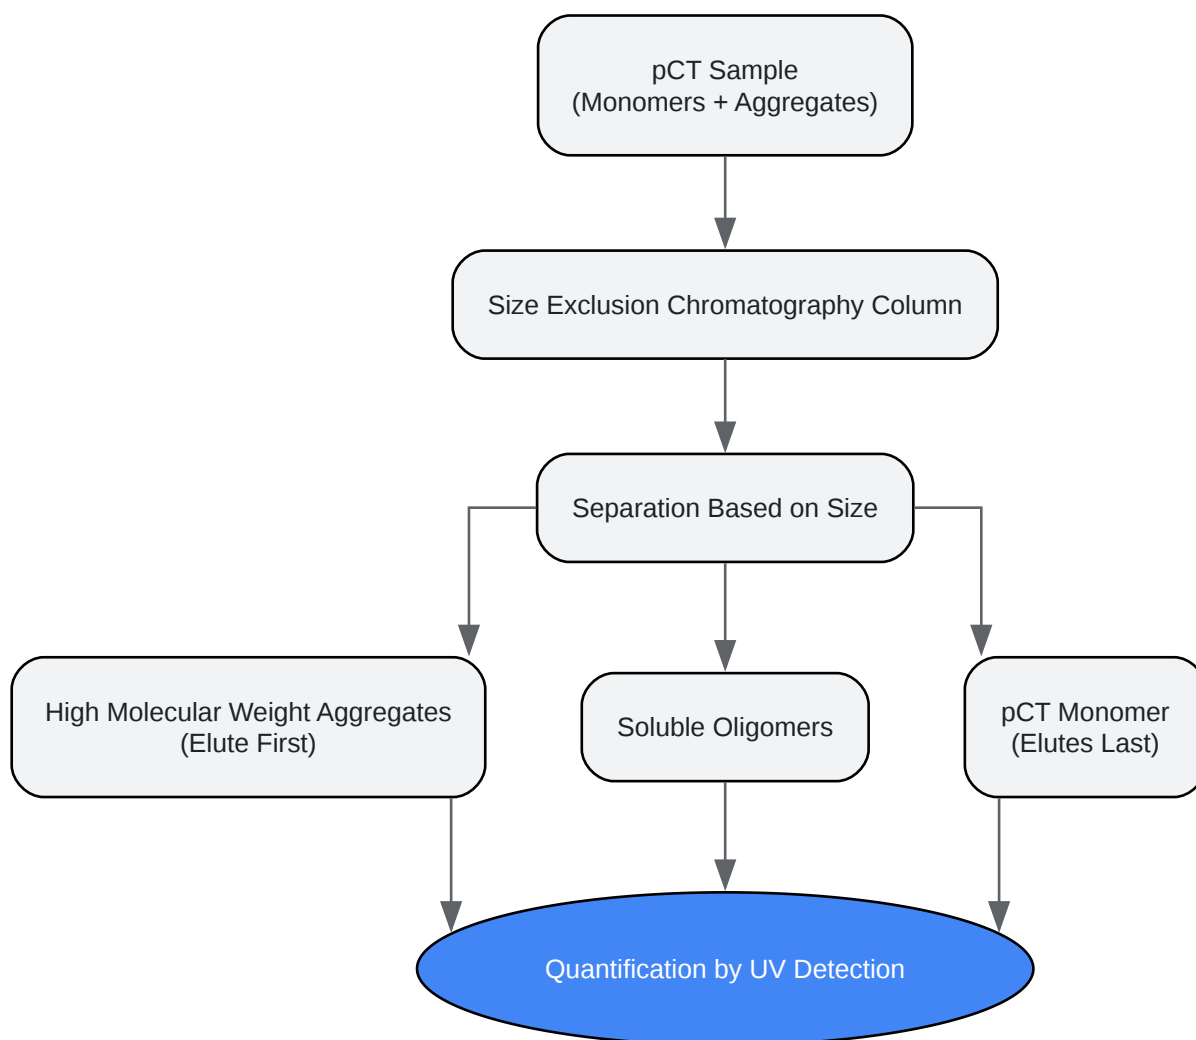 pCT Sample
(Monomers + Aggregates)
Size Exclusion Chromatography Column
Separation Based on Size
High Molecular Weight Aggregates
(Elute First)
Soluble Oligomers
pCT Monomer
(Elutes Last)
Quantification by UV Detection